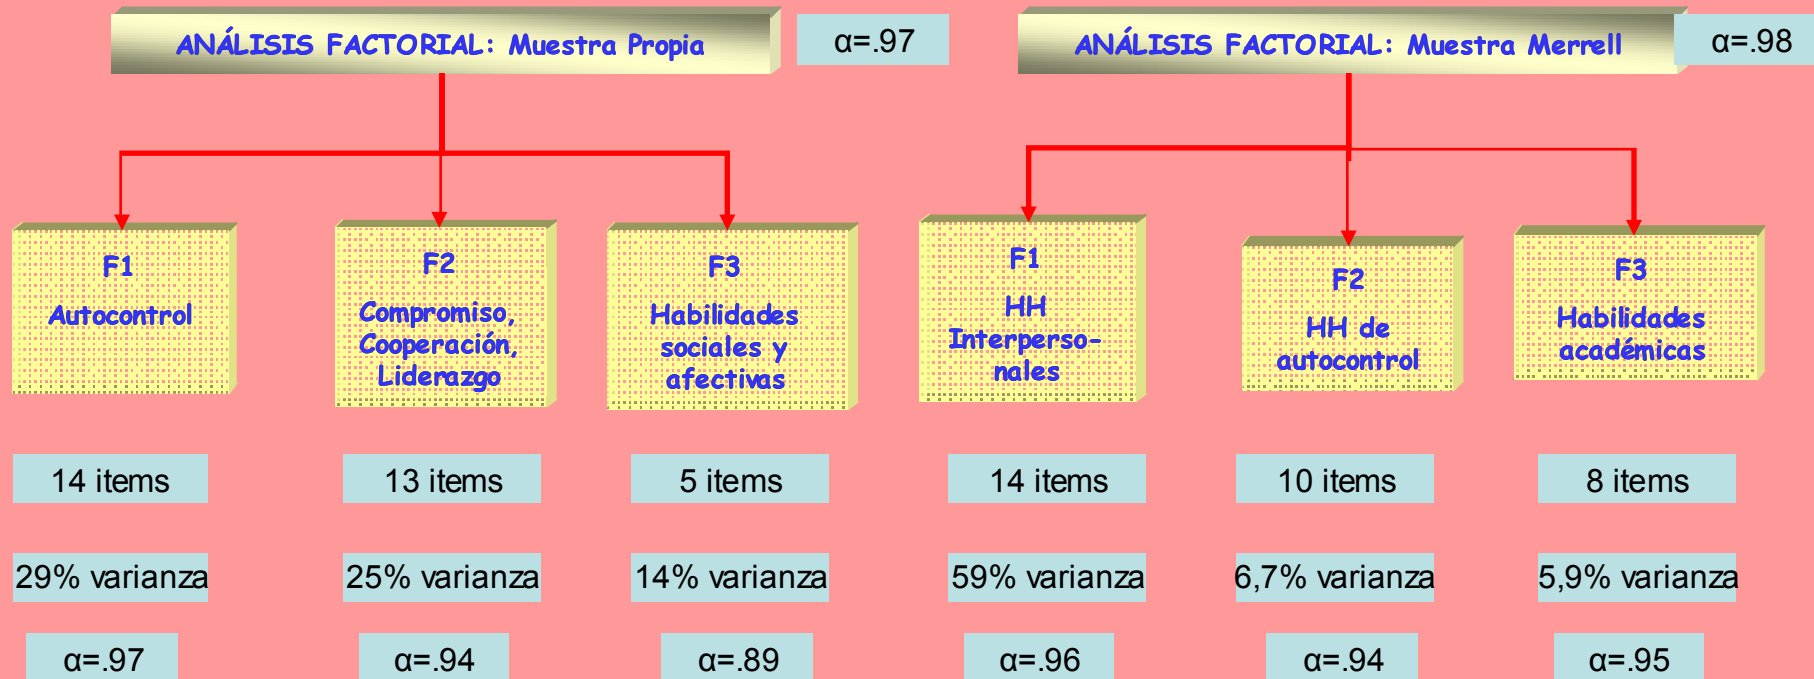 ANÁLISIS FACTORIAL: Muestra Propia
α=.97
ANÁLISIS FACTORIAL: Muestra Merrell
α=.98
F1
Autocontrol
F2
Compromiso,
Cooperación,
Liderazgo
F3
Habilidades
sociales y
afectivas
F1
HH
Interperso-
nales
F2
HH de
autocontrol
F3
Habilidades
académicas
14 items
13 items
5 items
14 items
10 items
8 items
29% varianza
25% varianza
14% varianza
59% varianza
6,7% varianza
5,9% varianza
α=.97
α=.94
α=.89
α=.96
α=.94
α=.95